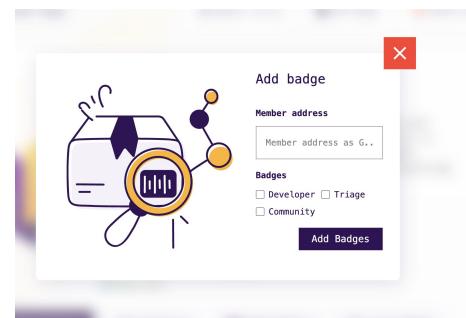 Add badge
Member address
Member address as G..
Badges
Developer Triage
Community
Add Badges